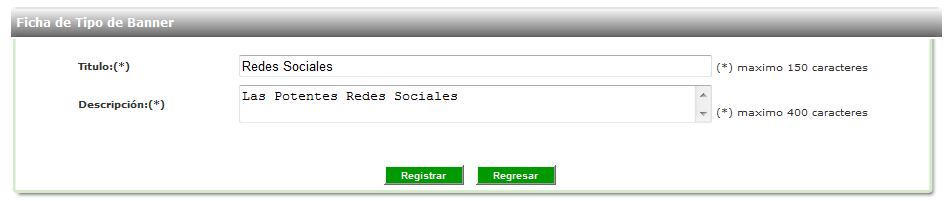 Ficha de Tipo de Banner
Titulo:(*) Redes Sociales (*) maximo 150 caracteres
Descripción:(*) Las Potentes Redes Sociales (*) maximo 400 caracteres
Registrar Regresar